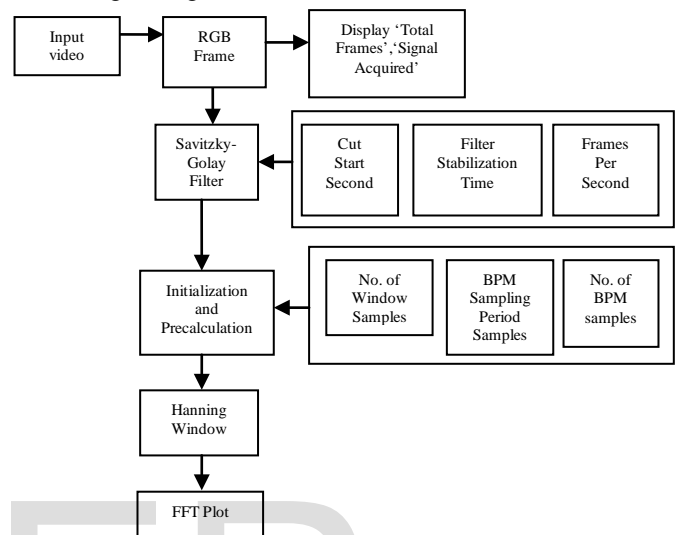 Input
video
RGB
Frame
Display ‘Total
Frames’,‘Signal
Acquired’
Savitzky-
Golay
Filter
Cut
Start
Second
Filter
Stabilization
Time
Frames
Per
Second
Initialization
and
Precalculation
No. of
Window
Samples
BPM
Sampling
Period
Samples
No. of
BPM
samples
Hanning
Window
FFT Plot